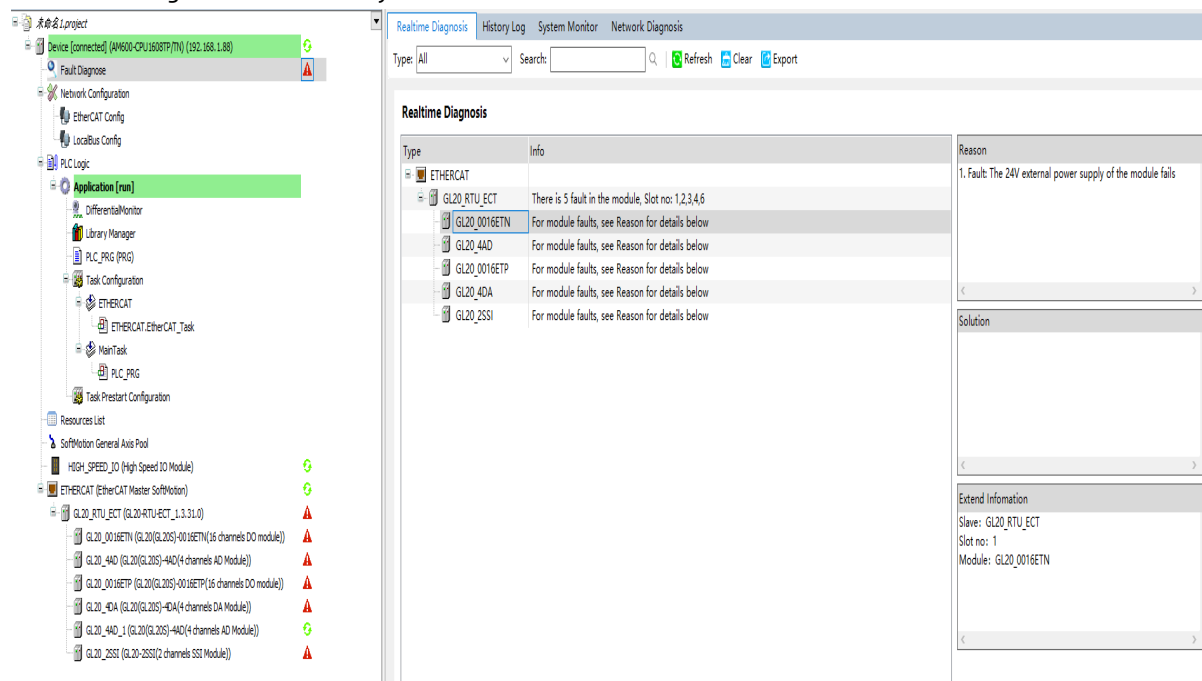 未命名1.project
Device [connected] (AM600-CPU1608TP/TN) (192.168.1.88)
Fault Diagnose
Network Configuration
EtherCAT Config
LocalBus Config
PLC Logic
Application [run]
DifferentialMonitor
Library Manager
PLC_PRG (PRG)
Task Configuration
ETHERCAT
ETHERCAT.EtherCAT_Task
MainTask
PLC_PRG
Task Prestart Configuration
Resources List
SoftMotion General Axis Pool
HIGH_SPEED_IO (High Speed IO Module)
ETHERCAT (EtherCAT Master SoftMotion)
GL20_RTU_ECT (GL20-RTU-ECT_1.3.31.0)
GL20_0016ETN (GL20(GL20S)-0016ETN(16 channels DO module))
GL20_4AD (GL20(GL20S)-4AD(4 channels AD Module))
GL20_0016ETP (GL20(GL20S)-0016ETP(16 channels DO module))
GL20_4DA (GL20(GL20S)-4DA(4 channels DA Module))
GL20_4AD_1 (GL20(GL20S)-4AD(4 channels AD Module))
GL20_2SSI (GL20-2SSI(2 channels SSI Module))
Realtime Diagnosis History Log System Monitor Network Diagnosis
Type: All Search: Refresh Clear Export
Realtime Diagnosis
Type Info
ETHERCAT
GL20_RTU_ECT There is 5 fault in the module, Slot no: 1,2,3,4,6
GL20_0016ETN For module faults, see Reason for details below
GL20_4AD For module faults, see Reason for details below
GL20_0016ETP For module faults, see Reason for details below
GL20_4DA For module faults, see Reason for details below
GL20_2SSI For module faults, see Reason for details below
Reason
1. Fault: The 24V external power supply of the module fails
Solution
Extend Infomation
Slave: GL20_RTU_ECT
Slot no: 1
Module: GL20_0016ETN